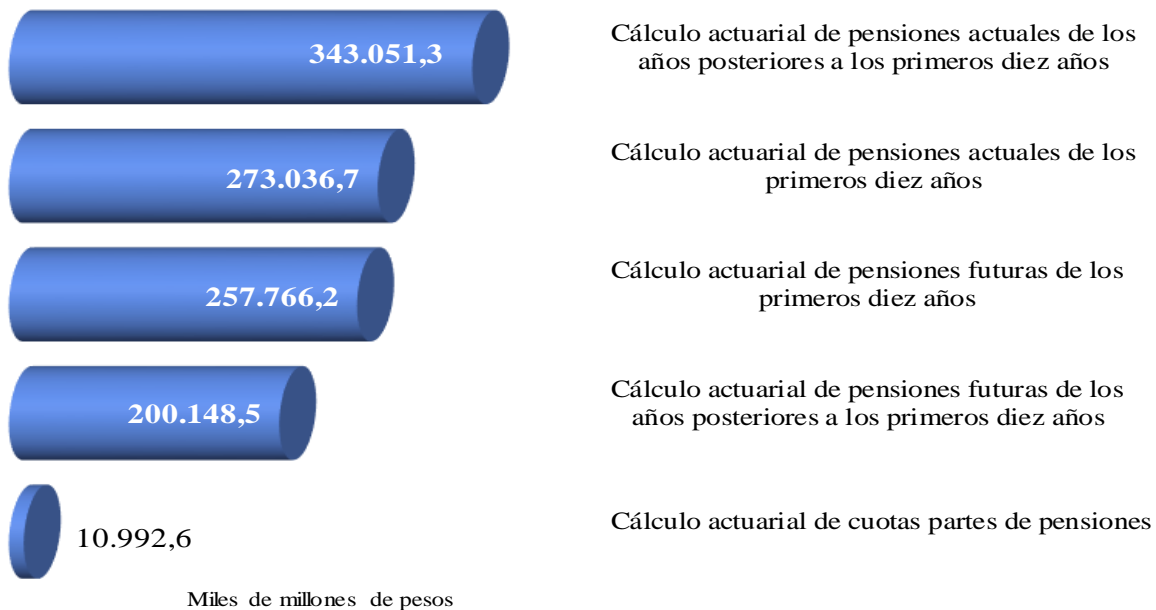 343.051,3
Cálculo actuarial de pensiones actuales de los
años posteriores a los primeros diez años
273.036,7
Cálculo actuarial de pensiones actuales de los
primeros diez años
257.766,2
Cálculo actuarial de pensiones futuras de los
primeros diez años
200.148,5
Cálculo actuarial de pensiones futuras de los
años posteriores a los primeros diez años
10.992,6
Cálculo actuarial de cuotas partes de pensiones
Miles de millones de pesos